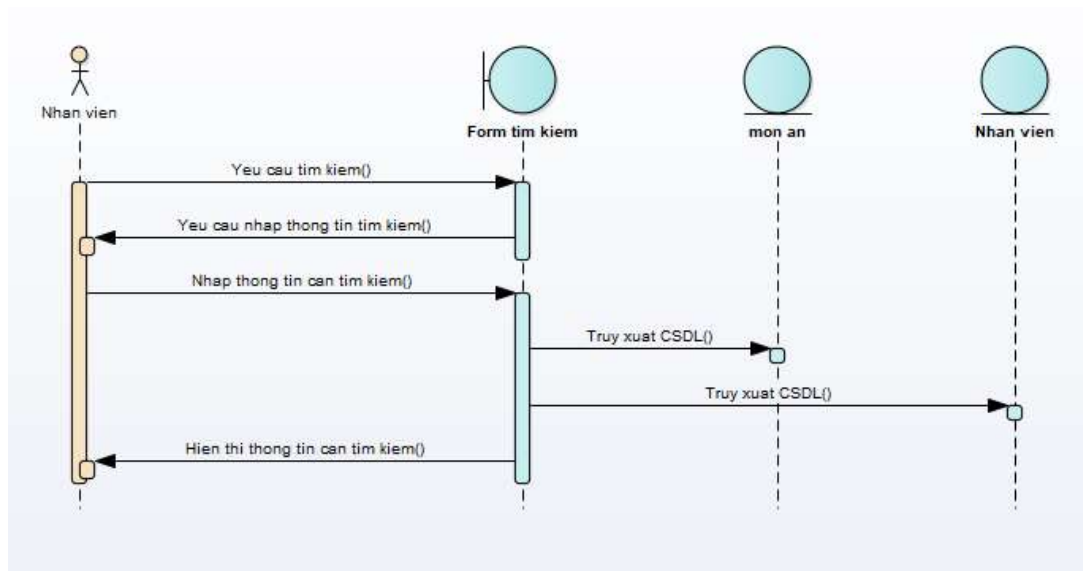 Nhan vien
Form tim kiem
mon an
Nhan vien
Yeu cau tim kiem()
Yeu cau nhap thong tin tim kiem()
Nhap thong tin can tim kiem()
Truy xuat CSDL()
Truy xuat CSDL()
Hien thi thong tin can tim kiem()